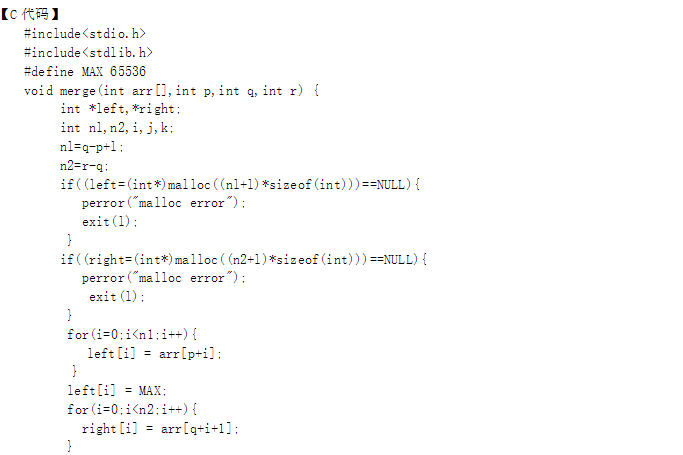 【C 代码】
#include<stdio.h>
#include<stdlib.h>
#define MAX 65536
void merge(int arr[],int p,int q,int r) {
int *left,*right;
int n1,n2,i,j,k;
n1=q-p+1;
n2=r-q;
if((left=(int*)malloc((n1+1)*sizeof(int)))==NULL){
perror("malloc error");
exit(1);
}
if((right=(int*)malloc((n2+1)*sizeof(int)))==NULL){
perror("malloc error");
exit(1);
}
for(i=0;i<n1;i++){
left[i] = arr[p+i];
}
left[i] = MAX;
for(i=0;i<n2;i++){
right[i] = arr[q+i+1];
}